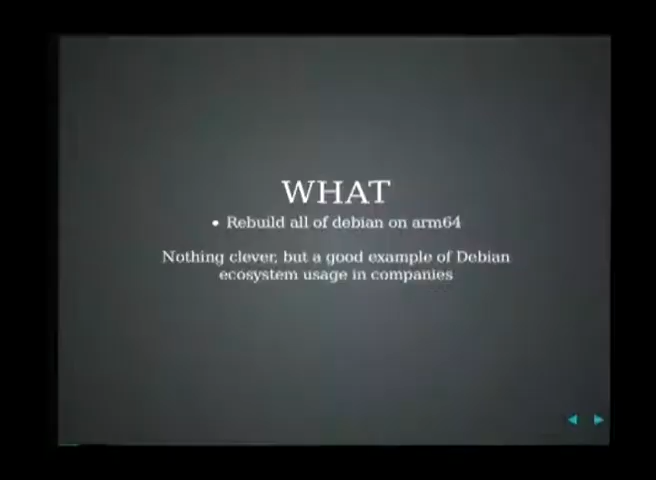 WHAT
• Rebuild all of debian on arm64
Nothing clever, but a good example of Debian
ecosystem usage in companies